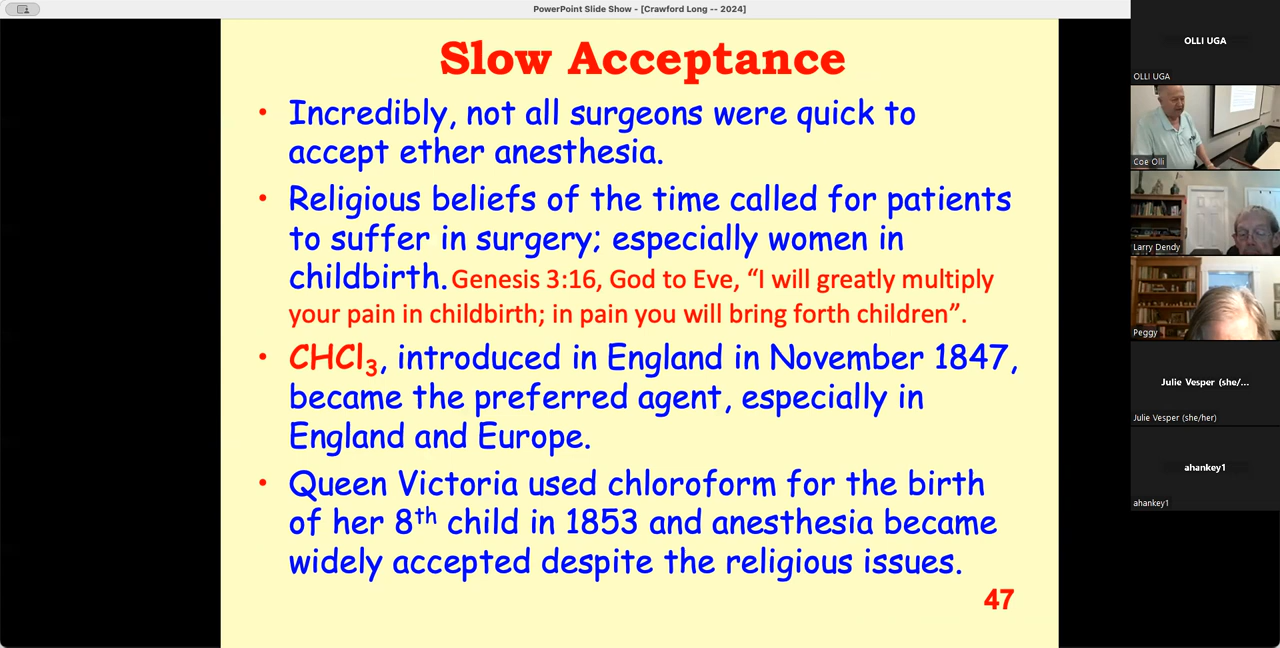 PowerPoint Slide Show - [Crawford Long -- 2024]
Slow Acceptance
• Incredibly, not all surgeons were quick to
accept ether anesthesia.
• Religious beliefs of the time called for patients
to suffer in surgery; especially women in
childbirth. Genesis 3:16, God to Eve, “I will greatly multiply
your pain in childbirth; in pain you will bring forth children”.
• CHCl₃, introduced in England in November 1847,
became the preferred agent, especially in
England and Europe.
• Queen Victoria used chloroform for the birth
of her 8th child in 1853 and anesthesia became
widely accepted despite the religious issues.
47
OLLI UGA
OLLI UGA
Coe Olli
Larry Dendy
Peggy
Julie Vesper (she/...
Julie Vesper (she/her)
ahankey1
ahankey1